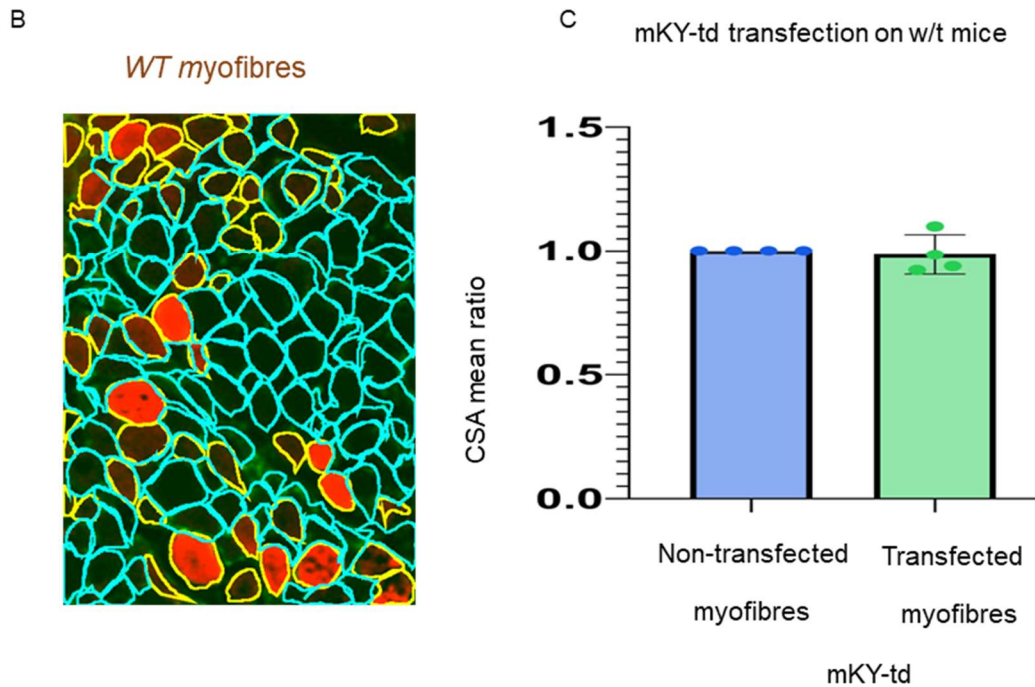 B
WT myofibres
C
mKY-td transfection on w/t mice
CSA mean ratio
1.5
1.0
0.5
0.0
Non-transfected
myofibres
Transfected
myofibres
mKY-td